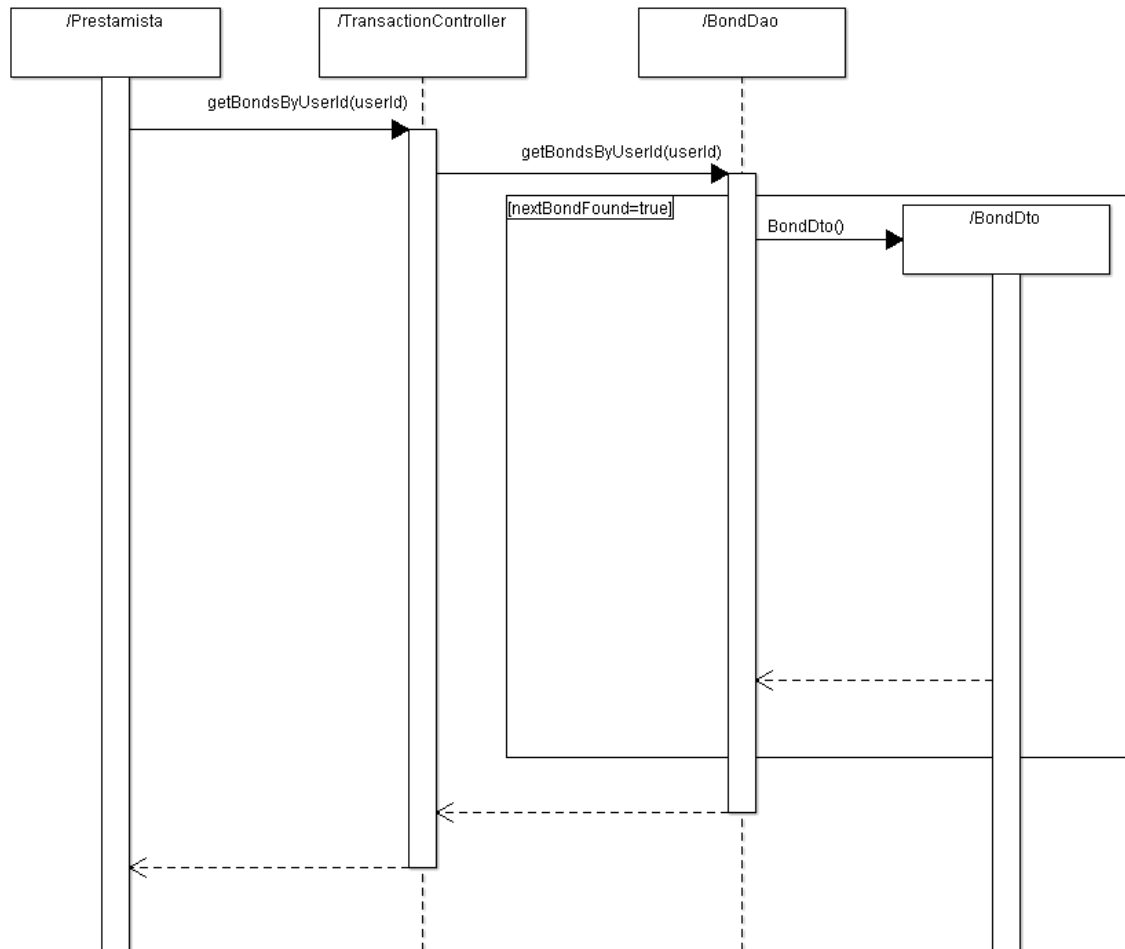 /Prestamista
/TransactionController
/BondDao
getBondsByUserId(userId)
getBondsByUserId(userId)
[nextBondFound=true]
BondDto()
/BondDto